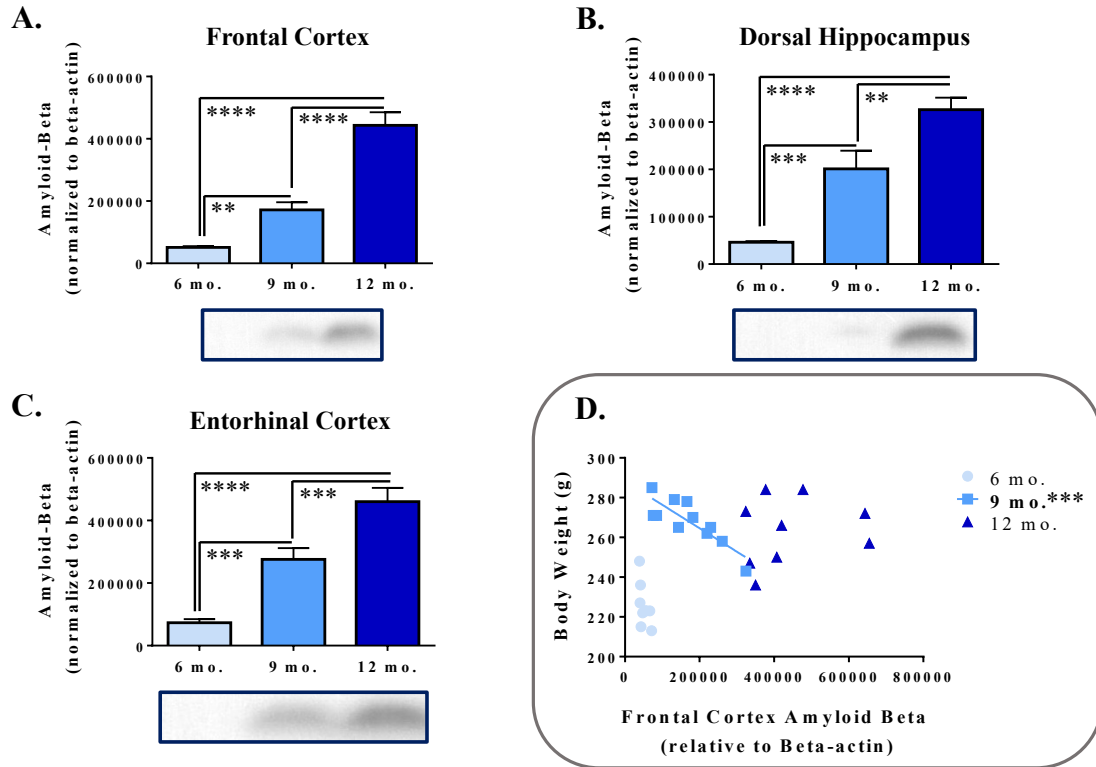 A.
Frontal Cortex
Amyloid-Beta
(normalized to beta-actin)
600000
400000
200000
0
****
****
**
6 mo.
9 mo.
12 mo.
B.
Dorsal Hippocampus
Amyloid-Beta
(normalized to beta-actin)
400000
300000
200000
100000
0
****
**
***
6 mo.
9 mo.
12 mo.
C.
Entorhinal Cortex
Amyloid-Beta
(normalized to beta-actin)
600000
400000
200000
0
****
***
***
6 mo.
9 mo.
12 mo.
D.
Body Weight (g)
300
280
260
240
220
200
0
200000
400000
600000
800000
Frontal Cortex Amyloid Beta
(relative to Beta-actin)
6 mo.
9 mo.***
12 mo.